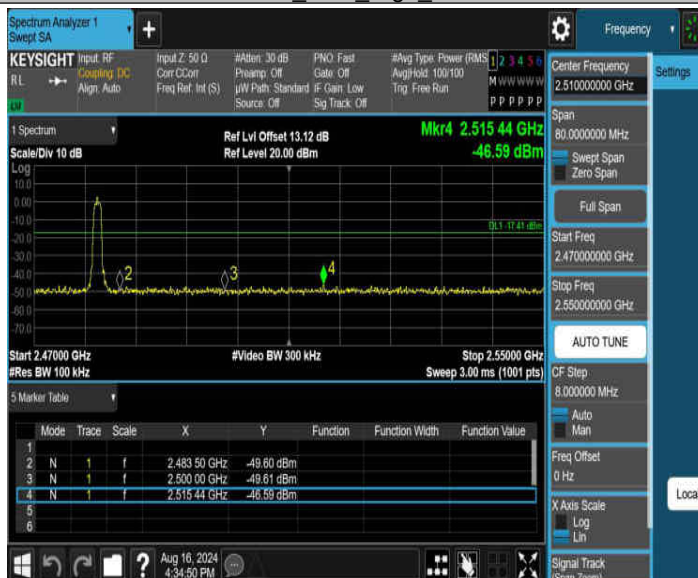 Spectrum Analyzer 1
Swept SA
+
Frequency
KEYSIGHT
RL
Input: RF
Coupling: DC
Align: Auto
Input Z: 50 Ω
Corr CCorr
Freq Ref: Int (S)
#Atten: 30 dB
Preamp: Off
µW Path: Standard
Source: Off
PNO: Fast
Gate: Off
IF Gain: Low
Sig Track: Off
#Avg Type: Power (RMS
Avg|Hold: 100/100
Trig: Free Run
1 2 3 4 5 6
M W W W W W
P P P P P P
1 Spectrum
Scale/Div 10 dB
Ref Lvl Offset 13.12 dB
Ref Level 20.00 dBm
Mkr4 2.515 44 GHz
-46.59 dBm
Log
10.0
0.00
-10.0
-20.0
-30.0
-40.0
-50.0
-60.0
-70.0
DL1 -17.41 dBm
2
3
4
Start 2.47000 GHz
#Res BW 100 kHz
#Video BW 300 kHz
Stop 2.55000 GHz
Sweep 3.00 ms (1001 pts)
5 Marker Table
Mode Trace Scale X Y Function Function Width Function Value
1
2 N 1 f 2.483 50 GHz -49.60 dBm
3 N 1 f 2.500 00 GHz -49.61 dBm
4 N 1 f 2.515 44 GHz -46.59 dBm
5
6
Aug 16, 2024
4:34:50 PM
?
Center Frequency
2.510000000 GHz
Settings
Span
80.0000000 MHz
Swept Span
Zero Span
Full Span
Start Freq
2.470000000 GHz
Stop Freq
2.550000000 GHz
AUTO TUNE
CF Step
8.000000 MHz
Auto
Man
Freq Offset
0 Hz
X Axis Scale
Log
Lin
Local
Signal Track
(Span Zoom)